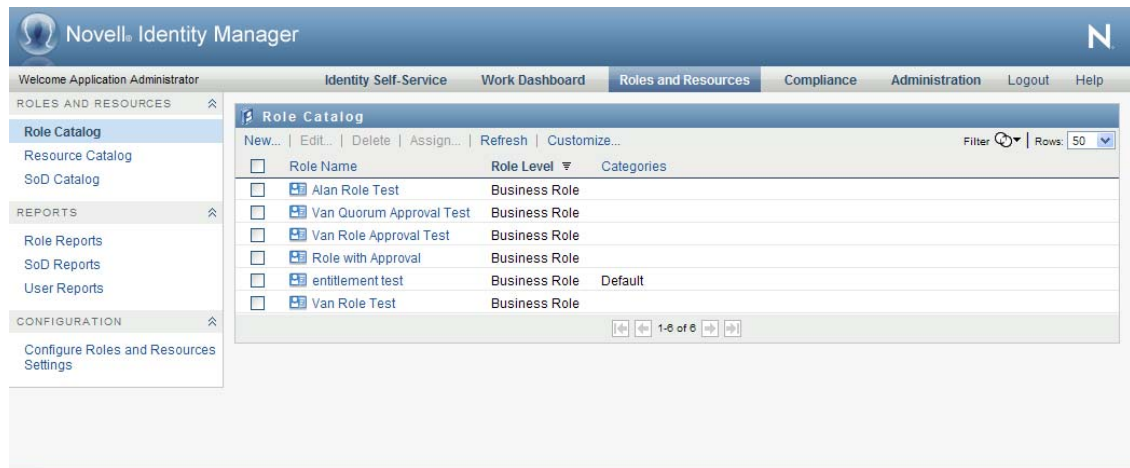 Novell® Identity Manager
N
Welcome Application Administrator Identity Self-Service Work Dashboard Roles and Resources Compliance Administration Logout Help
ROLES AND RESOURCES
Role Catalog
Resource Catalog
SoD Catalog
REPORTS
Role Reports
SoD Reports
User Reports
CONFIGURATION
Configure Roles and Resources
Settings
Role Catalog
New... | Edit... | Delete | Assign... | Refresh | Customize... Filter | Rows: 50
Role Name Role Level Categories
Alan Role Test Business Role
Van Quorum Approval Test Business Role
Van Role Approval Test Business Role
Role with Approval Business Role
entitlement test Business Role Default
Van Role Test Business Role
1-6 of 6